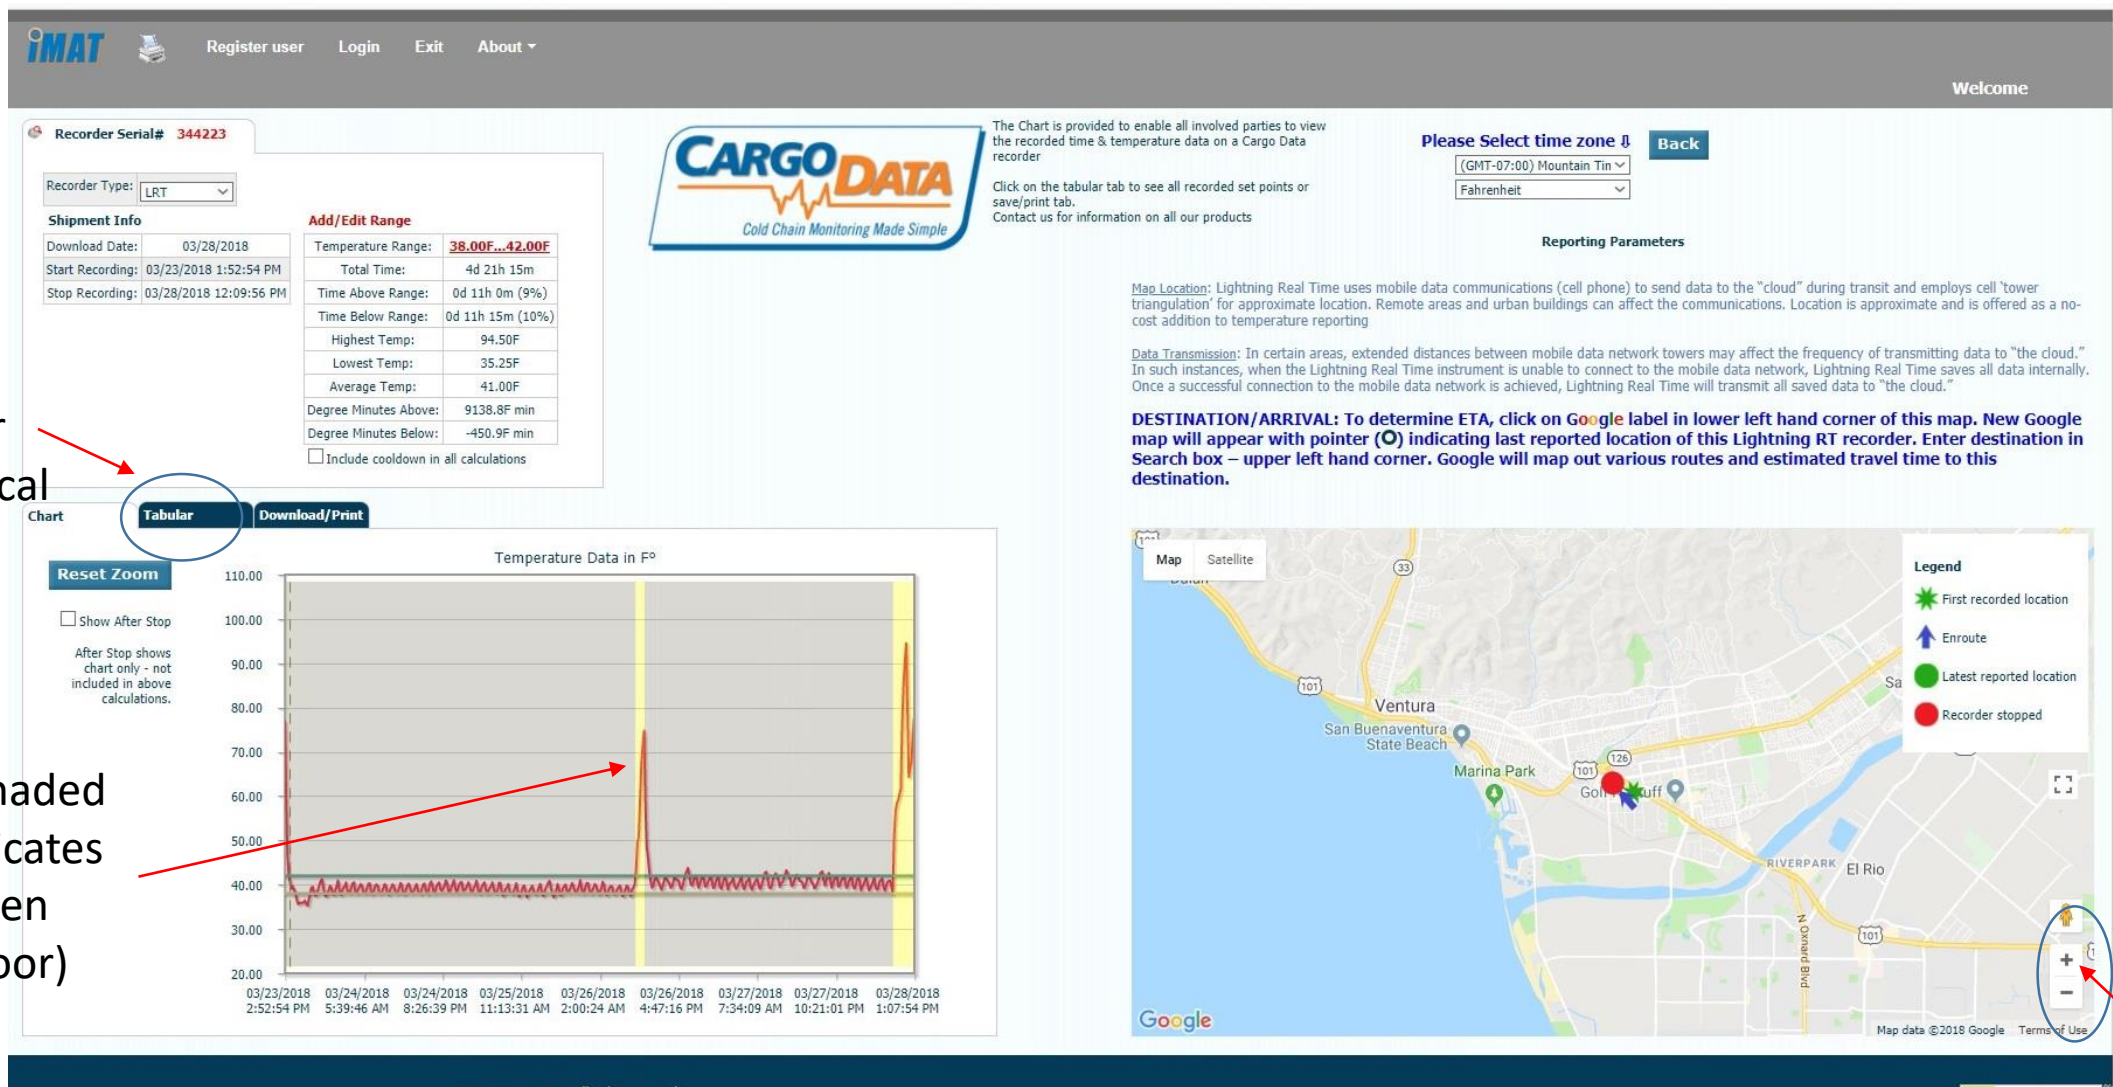 iMAT
Register user
Login
Exit
About
Welcome
Recorder Serial# 344223
Recorder Type: LRT
Shipment Info
Download Date: 03/28/2018
Start Recording: 03/23/2018 1:52:54 PM
Stop Recording: 03/28/2018 12:09:56 PM
Add/Edit Range
Temperature Range: 38.00F...42.00F
Total Time: 4d 21h 15m
Time Above Range: 0d 11h 0m (9%)
Time Below Range: 0d 11h 15m (10%)
Highest Temp: 94.50F
Lowest Temp: 35.25F
Average Temp: 41.00F
Degree Minutes Above: 9138.8F min
Degree Minutes Below: -450.9F min
Include cooldown in all calculations
CARGO
DATA
Cold Chain Monitoring Made Simple
The Chart is provided to enable all involved parties to view
the recorded time & temperature data on a Cargo Data
recorder
Click on the tabular tab to see all recorded set points or
save/print tab.
Contact us for information on all our products
Please Select time zone ⇩
Back
(GMT-07:00) Mountain Tin
Fahrenheit
Reporting Parameters
Map Location: Lightning Real Time uses mobile data communications (cell phone) to send data to the "cloud" during transit and employs cell 'tower
triangulation' for approximate location. Remote areas and urban buildings can affect the communications. Location is approximate and is offered as a no-
cost addition to temperature reporting
Data Transmission: In certain areas, extended distances between mobile data network towers may affect the frequency of transmitting data to "the cloud."
In such instances, when the Lightning Real Time instrument is unable to connect to the mobile data network, Lightning Real Time saves all data internally.
Once a successful connection to the mobile data network is achieved, Lightning Real Time will transmit all saved data to "the cloud."
DESTINATION/ARRIVAL: To determine ETA, click on Google label in lower left hand corner of this map. New Google
map will appear with pointer (O) indicating last reported location of this Lightning RT recorder. Enter destination in
Search box – upper left hand corner. Google will map out various routes and estimated travel time to this
destination.
r
cal
Chart
Tabular
Download/Print
Reset Zoom
Show After Stop
After Stop shows
chart only - not
included in above
calculations.
haded
icates
en
oor)
Temperature Data in Fº
110.00
100.00
90.00
80.00
70.00
60.00
50.00
40.00
30.00
20.00
03/23/2018 03/24/2018 03/24/2018 03/25/2018 03/26/2018 03/26/2018 03/27/2018 03/27/2018 03/28/2018
2:52:54 PM 5:39:46 AM 8:26:39 PM 11:13:31 AM 2:00:24 AM 4:47:16 PM 7:34:09 AM 10:21:01 PM 1:07:54 PM
Map
Satellite
33
101
Ventura
San Buenaventura
State Beach
Marina Park
101
126
Golf
uff
RIVERPARK
El Rio
N Oxnard Blvd
101
Sa
Legend
First recorded location
Enroute
Latest reported location
Recorder stopped
+
−
Google
Map data ©2018 Google
Terms of Use